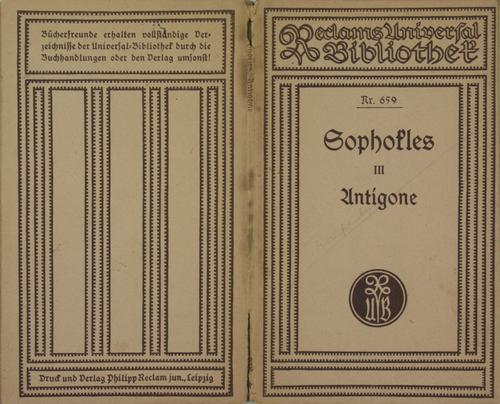 Bücherfreunde erhalten vollständige Ver-
zeichnisse der Universal-Bibliothek durch die
Buchhandlungen oder den Verlag umsonst!
Druck und Verlag Philipp Reclam jun., Leipzig
Reclams Universal
Bibliothek
Nr. 659
Sophokles
III
Antigone
UB